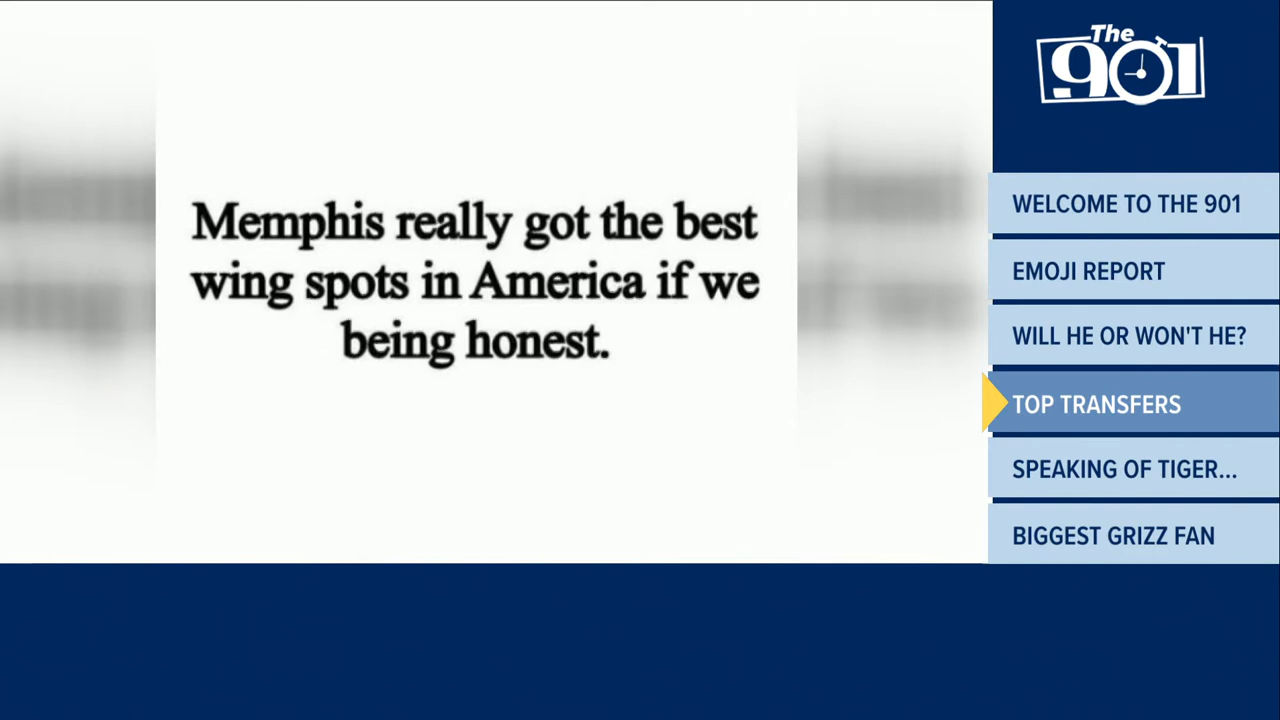 Memphis really got the best
wing spots in America if we
being honest.
The
901
WELCOME TO THE 901
EMOJI REPORT
WILL HE OR WON'T HE?
TOP TRANSFERS
SPEAKING OF TIGER...
BIGGEST GRIZZ FAN